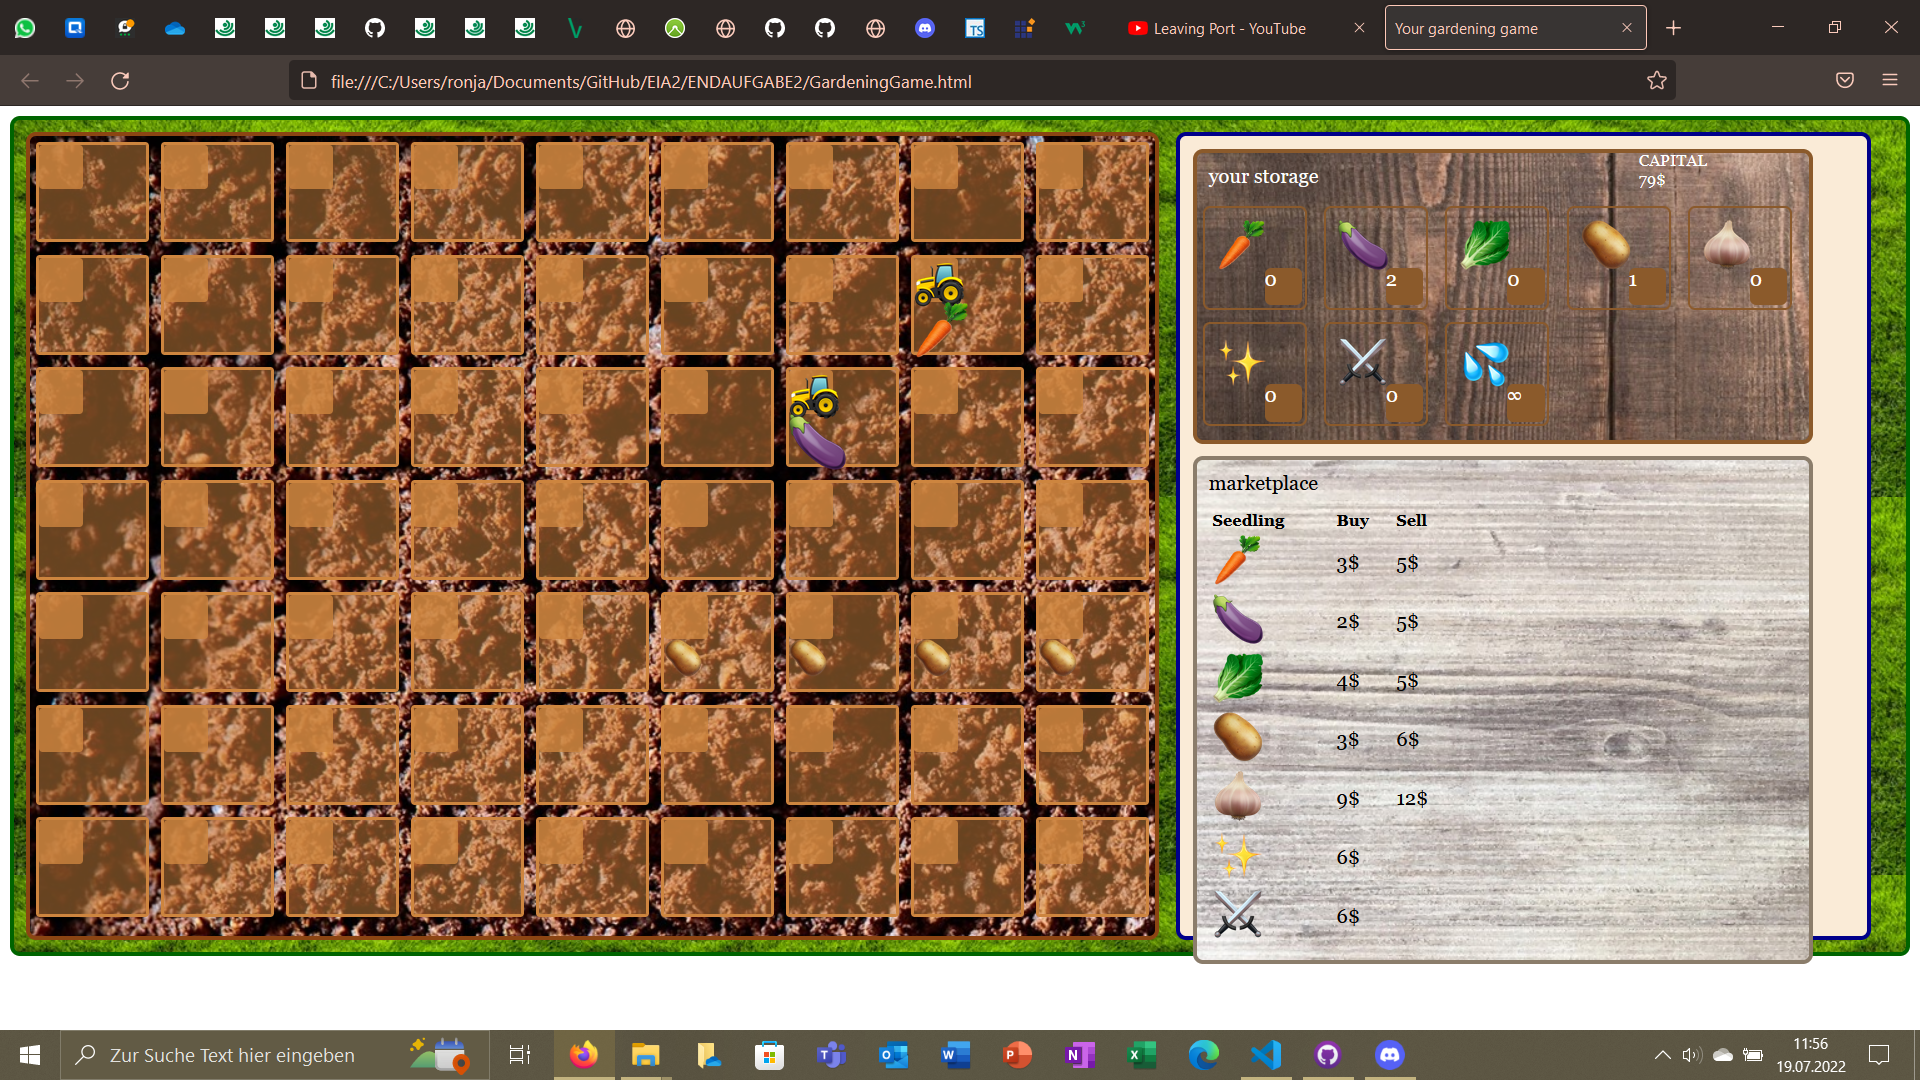 Leaving Port - YouTube
Your gardening game
file:///C:/Users/ronja/Documents/GitHub/EIA2/ENDAUFGABE2/GardeningGame.html
your storage
CAPITAL
79$
0 2 0 1 0
0 0 ∞
marketplace
Seedling Buy Sell
3$ 5$
2$ 5$
4$ 5$
3$ 6$
9$ 12$
6$
6$
Zur Suche Text hier eingeben
11:56
19.07.2022